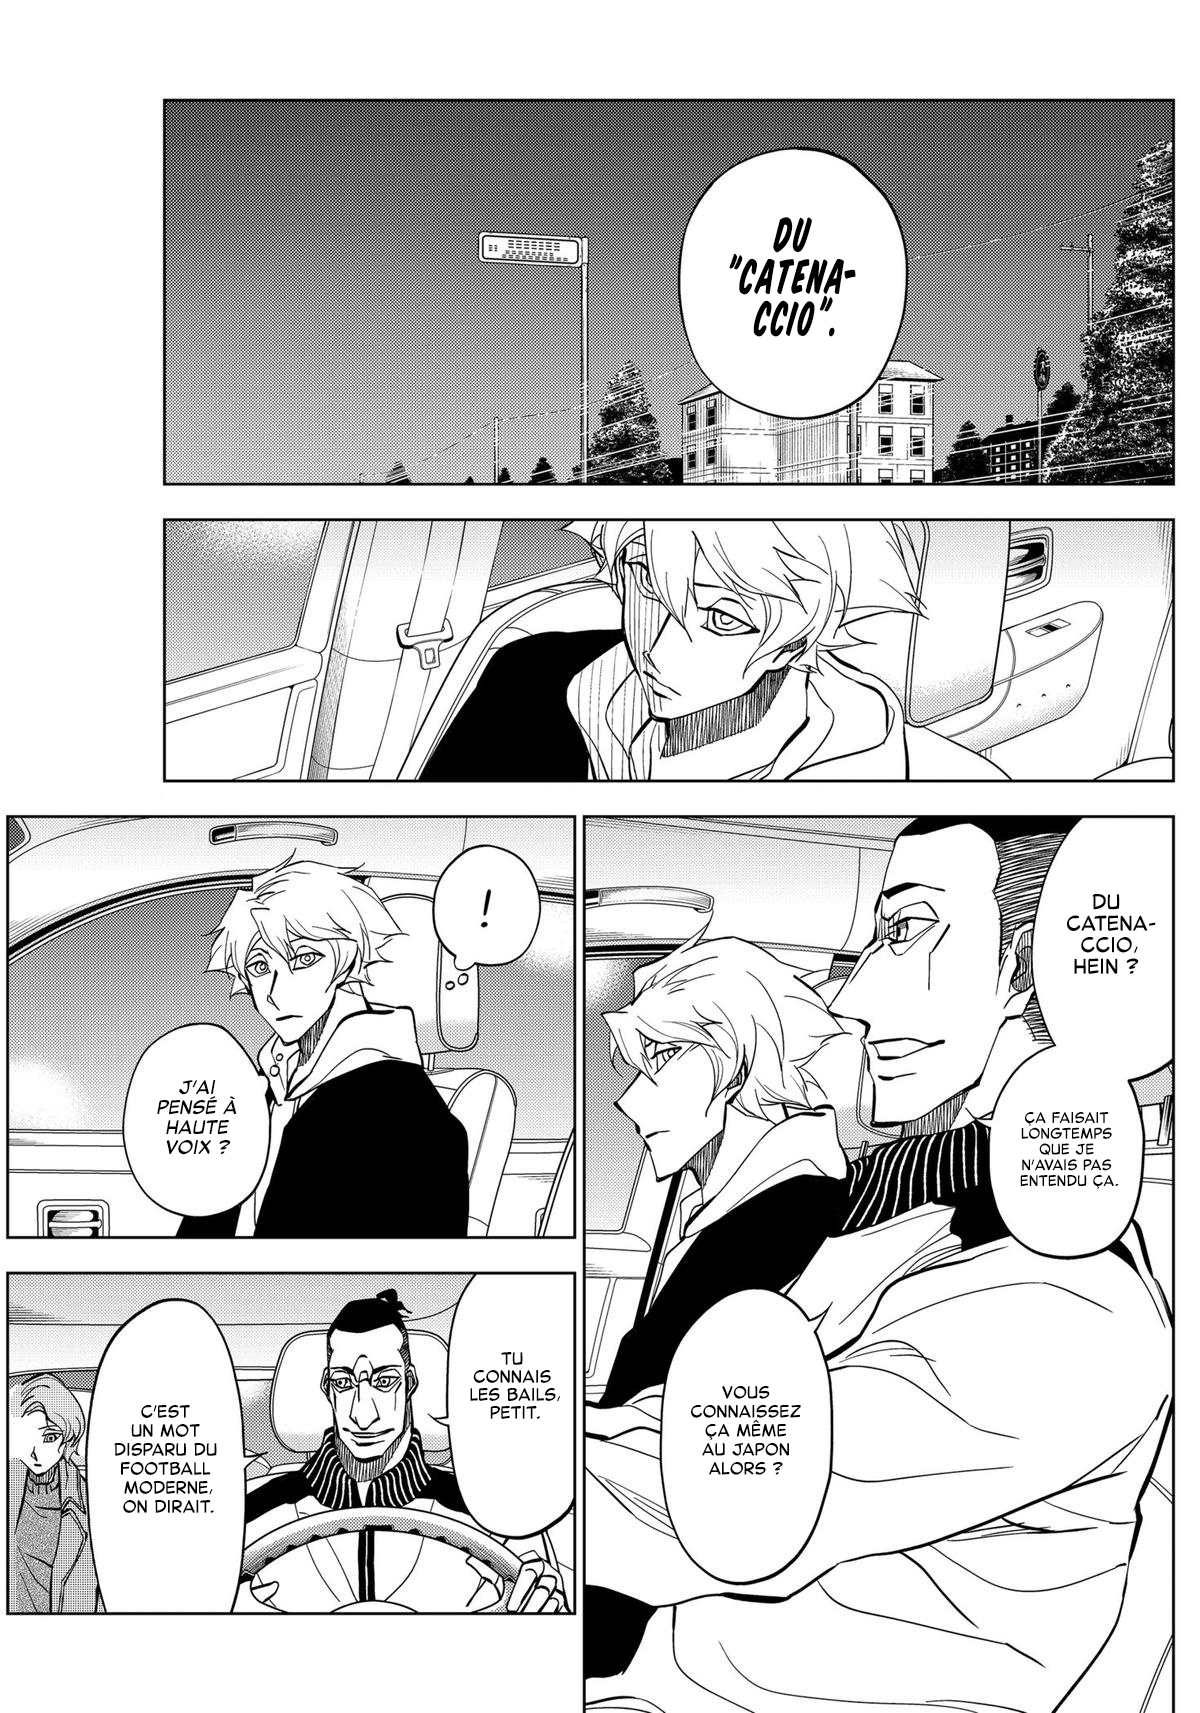 DU
"CATENA-
CCIO".
!
J'AI
PENSÉ À
HAUTE
VOIX ?
DU
CATENA-
CCIO,
HEIN ?
ÇA FAISAIT
LONGTEMPS
QUE JE
N'AVAIS PAS
ENTENDU ÇA.
VOUS
CONNAISSEZ
ÇA MÊME
AU JAPON
ALORS ?
TU
CONNAIS
LES BAILS,
PETIT.
C'EST
UN MOT
DISPARU DU
FOOTBALL
MODERNE,
ON DIRAIT.